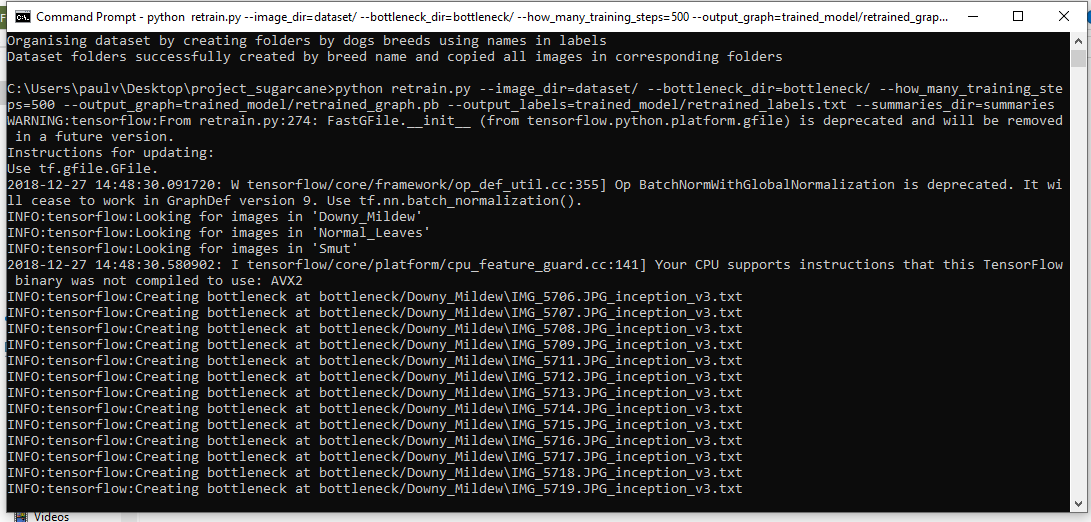 Command Prompt - python  retrain.py --image_dir=dataset/ --bottleneck_dir=bottleneck/ --how_many_training_steps=500 --output_graph=trained_model/retrained_grap...
Organising dataset by creating folders by dogs breeds using names in labels
Dataset folders successfully created by breed name and copied all images in corresponding folders
C:\Users\paulv\Desktop\project_sugarcane>python retrain.py --image_dir=dataset/ --bottleneck_dir=bottleneck/ --how_many_training_ste
ps=500 --output_graph=trained_model/retrained_graph.pb --output_labels=trained_model/retrained_labels.txt --summaries_dir=summaries
WARNING:tensorflow:From retrain.py:274: FastGFile.__init__ (from tensorflow.python.platform.gfile) is deprecated and will be removed
 in a future version.
Instructions for updating:
Use tf.gfile.GFile.
2018-12-27 14:48:30.091720: W tensorflow/core/framework/op_def_util.cc:355] Op BatchNormWithGlobalNormalization is deprecated. It wi
ll cease to work in GraphDef version 9. Use tf.nn.batch_normalization().
INFO:tensorflow:Looking for images in 'Downy_Mildew'
INFO:tensorflow:Looking for images in 'Normal_Leaves'
INFO:tensorflow:Looking for images in 'Smut'
2018-12-27 14:48:30.580902: I tensorflow/core/platform/cpu_feature_guard.cc:141] Your CPU supports instructions that this TensorFlow
 binary was not compiled to use: AVX2
INFO:tensorflow:Creating bottleneck at bottleneck/Downy_Mildew\IMG_5706.JPG_inception_v3.txt
INFO:tensorflow:Creating bottleneck at bottleneck/Downy_Mildew\IMG_5707.JPG_inception_v3.txt
INFO:tensorflow:Creating bottleneck at bottleneck/Downy_Mildew\IMG_5708.JPG_inception_v3.txt
INFO:tensorflow:Creating bottleneck at bottleneck/Downy_Mildew\IMG_5709.JPG_inception_v3.txt
INFO:tensorflow:Creating bottleneck at bottleneck/Downy_Mildew\IMG_5711.JPG_inception_v3.txt
INFO:tensorflow:Creating bottleneck at bottleneck/Downy_Mildew\IMG_5712.JPG_inception_v3.txt
INFO:tensorflow:Creating bottleneck at bottleneck/Downy_Mildew\IMG_5713.JPG_inception_v3.txt
INFO:tensorflow:Creating bottleneck at bottleneck/Downy_Mildew\IMG_5714.JPG_inception_v3.txt
INFO:tensorflow:Creating bottleneck at bottleneck/Downy_Mildew\IMG_5715.JPG_inception_v3.txt
INFO:tensorflow:Creating bottleneck at bottleneck/Downy_Mildew\IMG_5716.JPG_inception_v3.txt
INFO:tensorflow:Creating bottleneck at bottleneck/Downy_Mildew\IMG_5717.JPG_inception_v3.txt
INFO:tensorflow:Creating bottleneck at bottleneck/Downy_Mildew\IMG_5718.JPG_inception_v3.txt
INFO:tensorflow:Creating bottleneck at bottleneck/Downy_Mildew\IMG_5719.JPG_inception_v3.txt
Videos